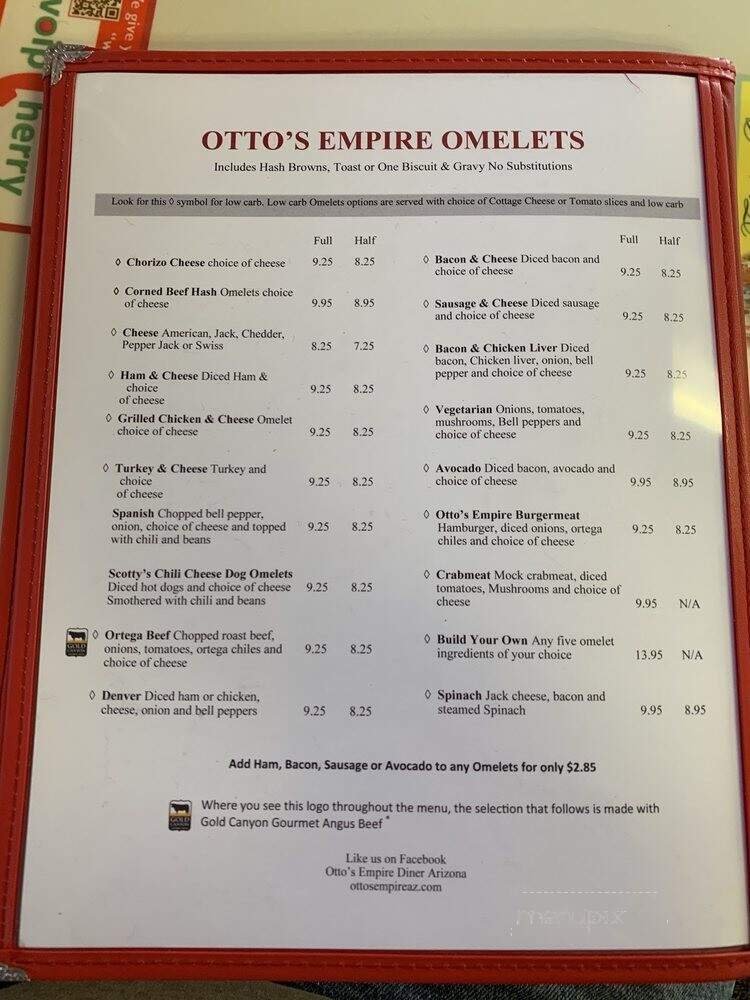 We give y
voip
herry
OTTO'S EMPIRE OMELETS
Includes Hash Browns, Toast or One Biscuit & Gravy No Substitutions
Look for this ◊ symbol for low carb. Low carb Omelets options are served with choice of Cottage Cheese or Tomato slices and low carb
Full Half
◊ Chorizo Cheese choice of cheese 9.25 8.25
◊ Corned Beef Hash Omelets choice
of cheese 9.95 8.95
◊ Cheese American, Jack, Chedder,
Pepper Jack or Swiss 8.25 7.25
◊ Ham & Cheese Diced Ham &
choice
of cheese 9.25 8.25
◊ Grilled Chicken & Cheese Omelet
choice of cheese 9.25 8.25
◊ Turkey & Cheese Turkey and
choice
of cheese 9.25 8.25
Spanish Chopped bell pepper,
onion, choice of cheese and topped 9.25 8.25
with chili and beans
Scotty's Chili Cheese Dog Omelets
Diced hot dogs and choice of cheese 9.25 8.25
Smothered with chili and beans
GOLD CANYON
◊ Ortega Beef Chopped roast beef,
onions, tomatoes, ortega chiles and 9.25 8.25
choice of cheese
◊ Denver Diced ham or chicken,
cheese, onion and bell peppers 9.25 8.25
Full Half
◊ Bacon & Cheese Diced bacon and
choice of cheese 9.25 8.25
◊ Sausage & Cheese Diced sausage
and choice of cheese 9.25 8.25
◊ Bacon & Chicken Liver Diced
bacon, Chicken liver, onion, bell
pepper and choice of cheese 9.25 8.25
◊ Vegetarian Onions, tomatoes,
mushrooms, Bell peppers and
choice of cheese 9.25 8.25
◊ Avocado Diced bacon, avocado and
choice of cheese 9.95 8.95
◊ Otto's Empire Burgermeat
Hamburger, diced onions, ortega 9.25 8.25
chiles and choice of cheese
◊ Crabmeat Mock crabmeat, diced
tomatoes, Mushrooms and choice of
cheese 9.95 N/A
◊ Build Your Own Any five omelet
ingredients of your choice 13.95 N/A
◊ Spinach Jack cheese, bacon and
steamed Spinach 9.95 8.95
Add Ham, Bacon, Sausage or Avocado to any Omelets for only $2.85
GOLD CANYON
Where you see this logo throughout the menu, the selection that follows is made with
Gold Canyon Gourmet Angus Beef *
Like us on Facebook
Otto's Empire Diner Arizona
ottosempireaz.com
menupix